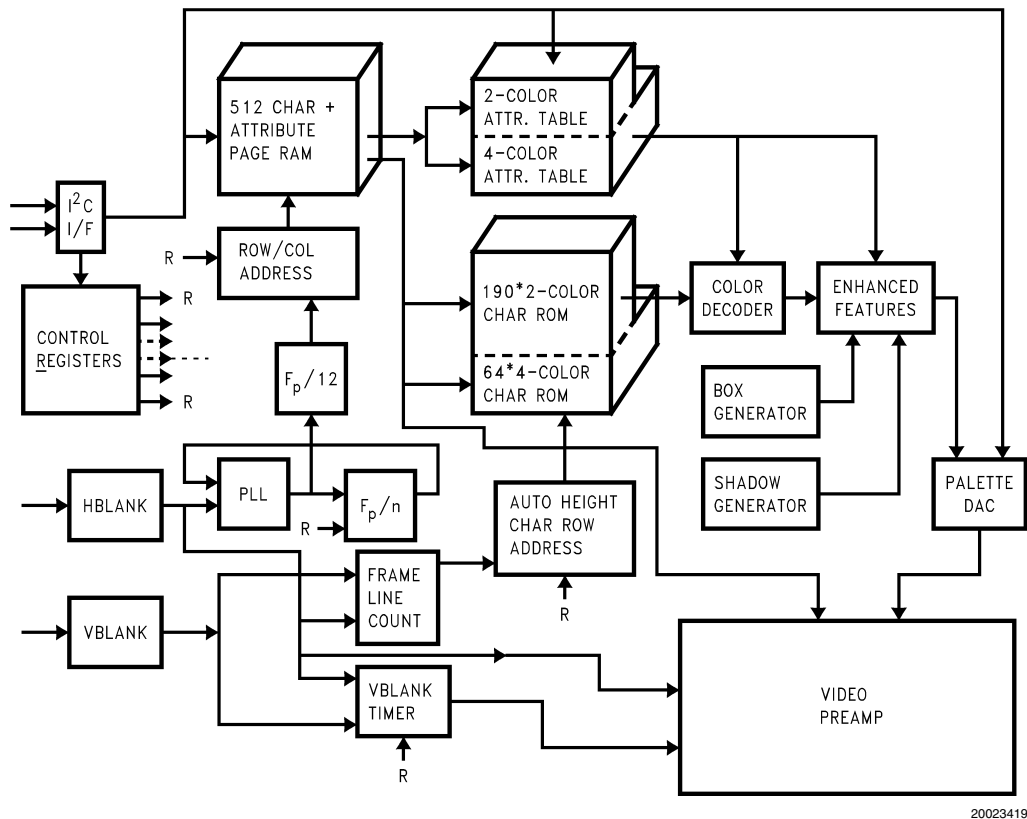 512 CHAR +
ATTRIBUTE
PAGE RAM
2-COLOR
ATTR. TABLE
4-COLOR
ATTR. TABLE
I²C
I/F
ROW/COL
ADDRESS
R
190*2-COLOR
CHAR ROM
64*4-COLOR
CHAR ROM
COLOR
DECODER
ENHANCED
FEATURES
CONTROL
REGISTERS
R
R
Fp/12
BOX
GENERATOR
SHADOW
GENERATOR
PALETTE
DAC
HBLANK
PLL
Fp/n
R
AUTO HEIGHT
CHAR ROW
ADDRESS
R
FRAME
LINE
COUNT
VBLANK
VBLANK
TIMER
R
VIDEO
PREAMP
20023419